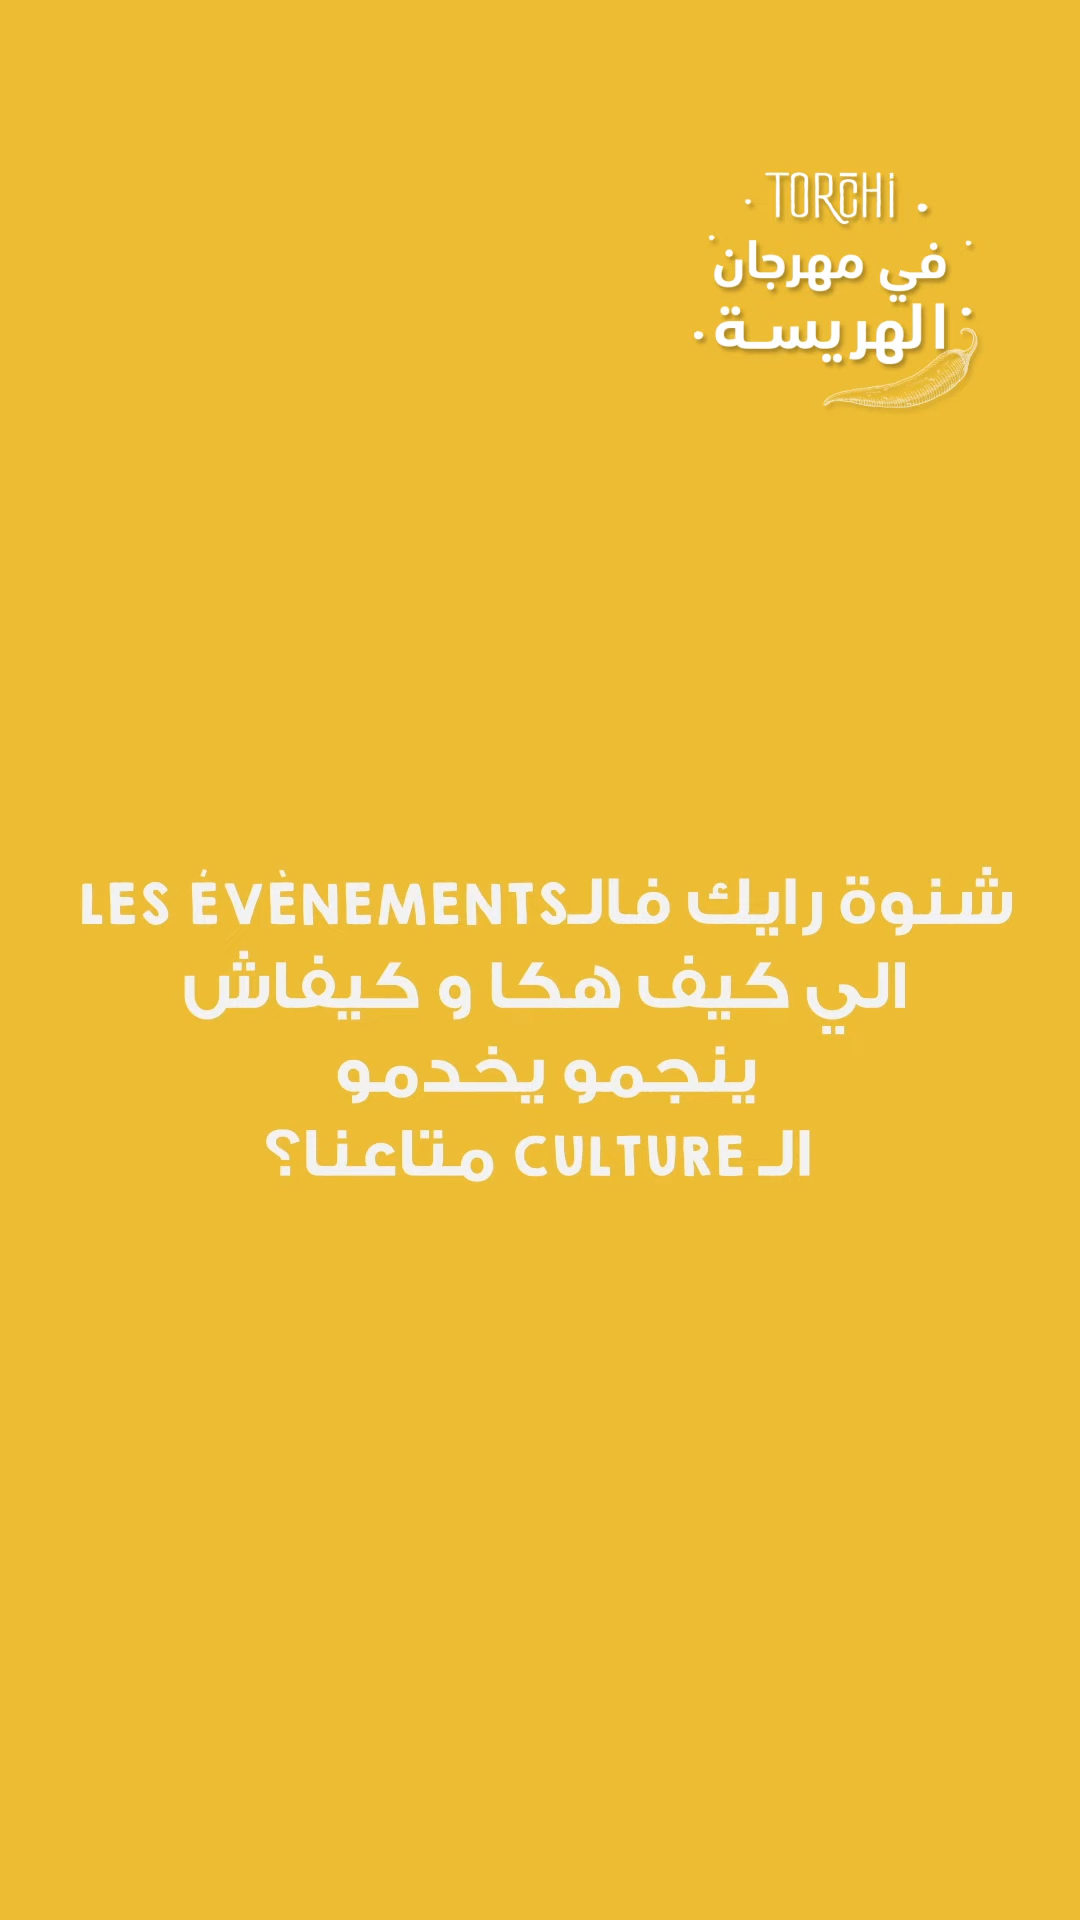 TORCHi
في مهرجان
الهريسة
شنوة رايك فالـLES ÉVÈNEMENTS
الي كيف هكا و كيفاش
ينجمو يخدمو
الـ CULTURE متاعنا؟